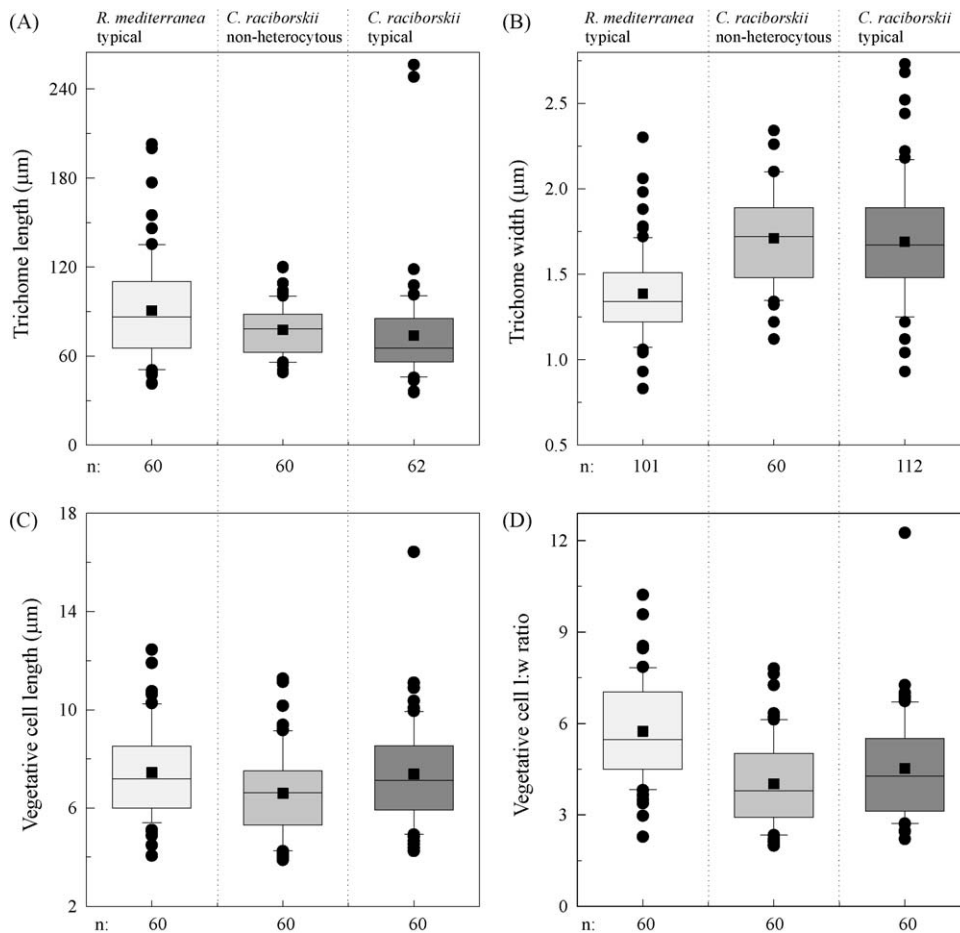 (A)
R. mediterranea
typical
C. raciborskii
non-heterocytous
C. raciborskii
typical
Trichome length (µm)
240
180
120
60
0
n: 60 60 62
(B)
R. mediterranea
typical
C. raciborskii
non-heterocytous
C. raciborskii
typical
Trichome width (µm)
2.5
2.0
1.5
1.0
0.5
n: 101 60 112
(C)
Vegetative cell length (µm)
18
14
10
6
2
n: 60 60 60
(D)
Vegetative cell l:w ratio
12
9
6
3
0
n: 60 60 60